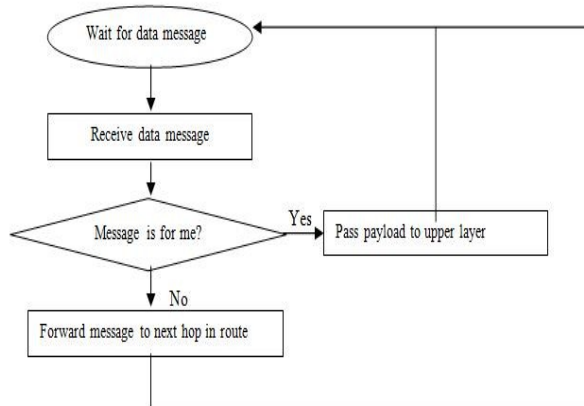 Wait for data message
Receive data message
Message is for me?
Yes
Pass payload to upper layer
No
Forward message to next hop in route